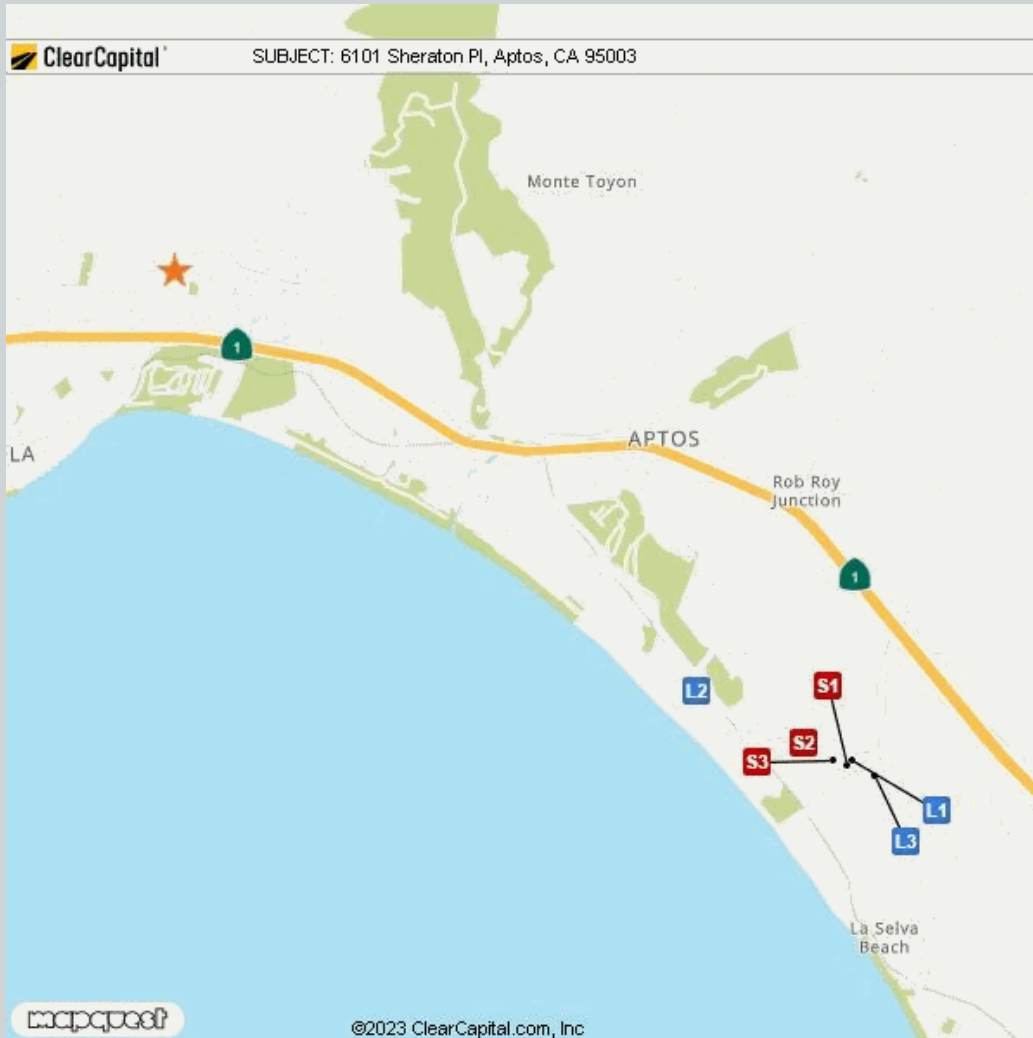 ClearCapital
SUBJECT: 6101 Sheraton Pl, Aptos, CA 95003
Monte Toyon
1
LA
APTOS
Rob Roy
Junction
1
L2
S1
S2
S3
L1
L3
La Selva
Beach
mapquest
©2023 ClearCapital.com, Inc